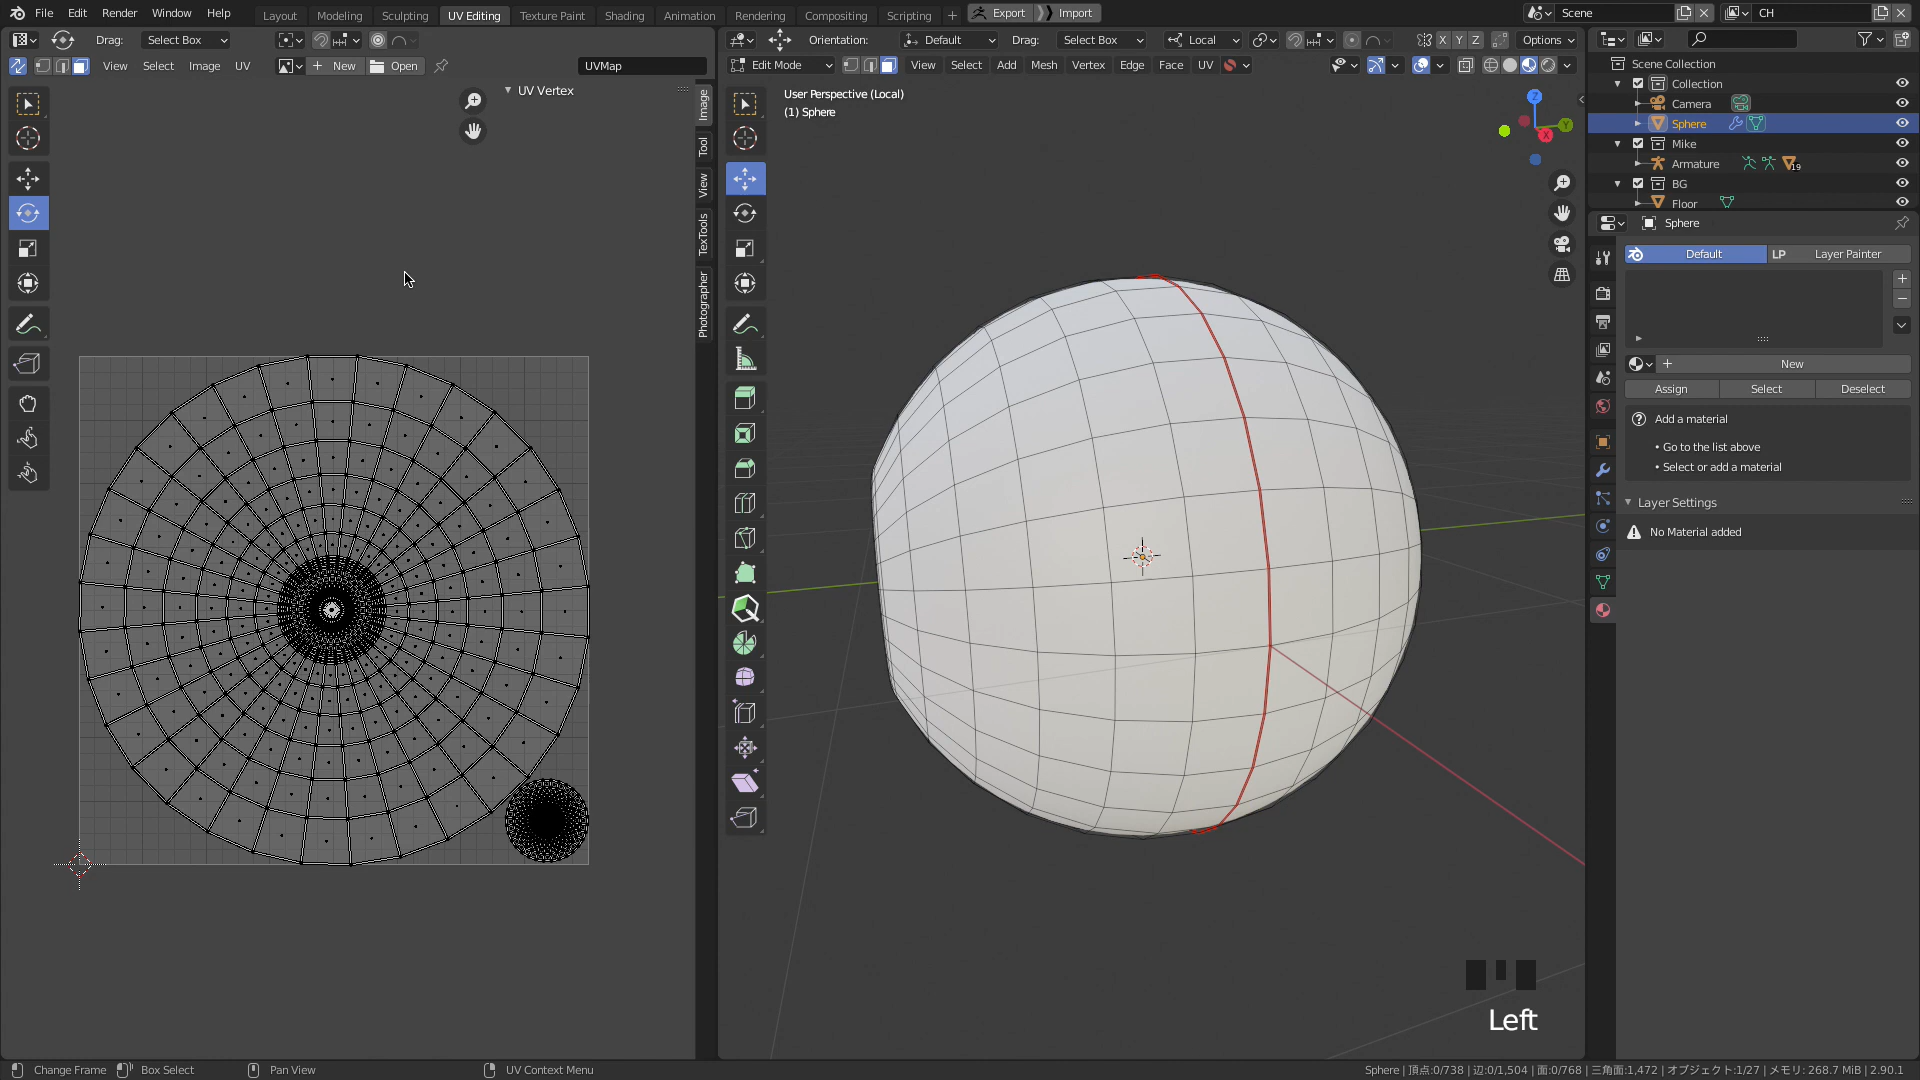 File Edit Render Window Help
Layout Modeling Sculpting UV Editing Texture Paint Shading Animation Rendering Compositing Scripting
Export Import
Scene
CH
Drag: Select Box
Orientation: Default Drag: Select Box Local
X Y Z Options
View Select Image UV New Open UVMap
Edit Mode View Select Add Mesh Vertex Edge Face UV
UV Vertex
Image
Tool
View
TexTools
Photographer
User Perspective (Local)
(1) Sphere
Z
Y
X
Left
Scene Collection
Collection
Camera
Sphere
Mike
Armature 19
BG
Floor
Sphere
Default LP Layer Painter
New
Assign Select Deselect
Add a material
• Go to the list above
• Select or add a material
Layer Settings
No Material added
Change Frame Box Select Pan View UV Context Menu
Sphere | 頂点:0/738 | 辺:0/1,504 | 面:0/768 | 三角面:1,472 | オブジェクト:1/27 | メモリ: 268.7 MiB | 2.90.1